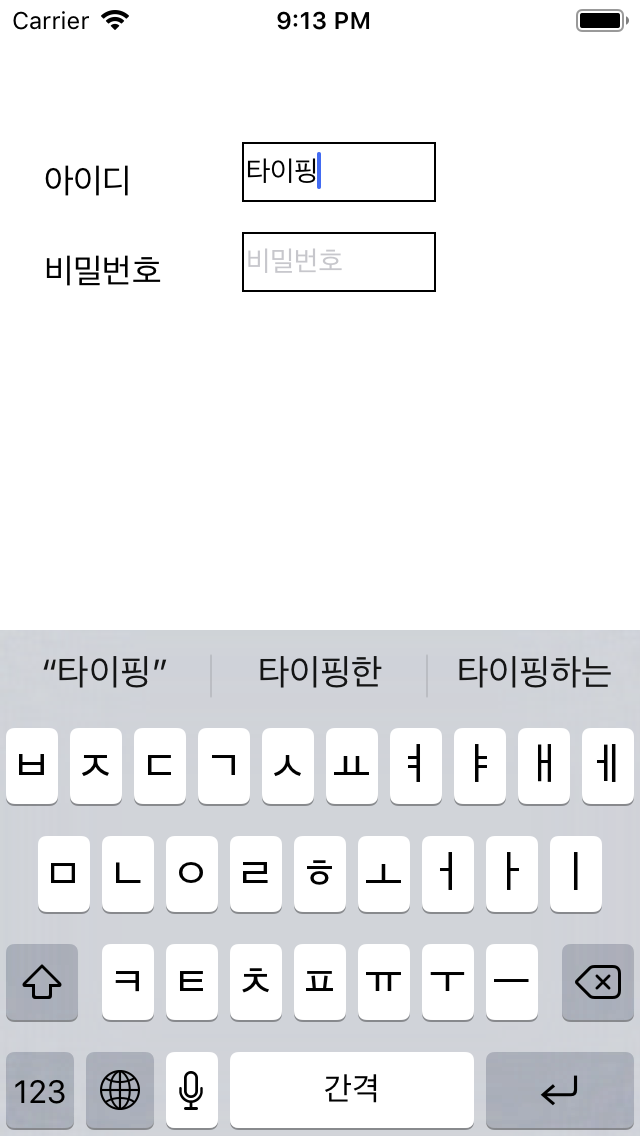 Carrier 9:13 PM
아이디 타이핑
비밀번호 비밀번호
“타이핑” 타이핑한 타이핑하는
ㅂ ㅈ ㄷ ㄱ ㅅ ㅛ ㅕ ㅑ ㅐ ㅔ
ㅁ ㄴ ㅇ ㄹ ㅎ ㅗ ㅓ ㅏ ㅣ
ㅋ ㅌ ㅊ ㅍ ㅠ ㅜ ㅡ
123 간격